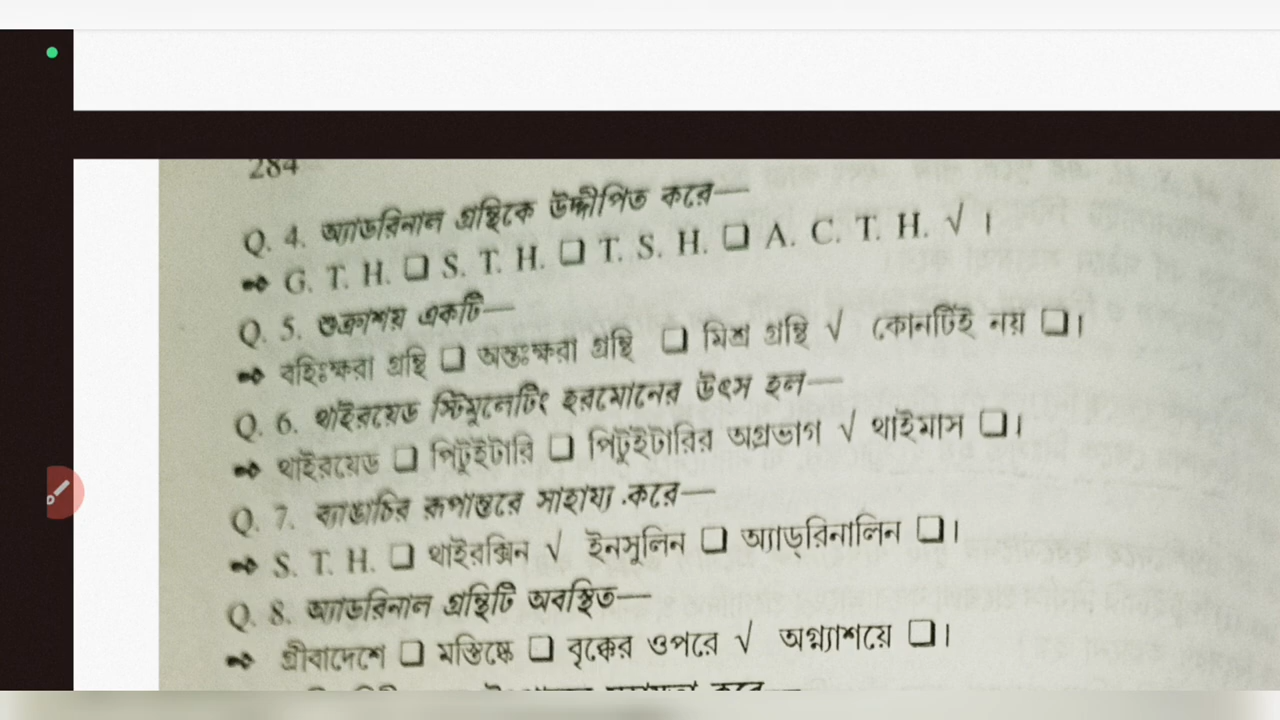 284
Q. 4. অ্যাডরিনাল গ্রন্থিকে উদ্দীপিত করে—
➾ G. T. H. ❑ S. T. H. ❑ T. S. H. ❑ A. C. T. H. √ ।
Q. 5. শুক্রাশয় একটি—
➾ বহিঃক্ষরা গ্রন্থি ❑ অন্তঃক্ষরা গ্রন্থি ❑ মিশ্র গ্রন্থি √ কোনটিই নয় ❑।
Q. 6. থাইরয়েড স্টিমুলেটিং হরমোনের উৎস হল—
➾ থাইরয়েড ❑ পিটুইটারি ❑ পিটুইটারির অগ্রভাগ √ থাইমাস ❑।
Q. 7. ব্যাঙাচির রূপান্তরে সাহায্য করে—
➾ S. T. H. ❑ থাইরক্সিন √ ইনসুলিন ❑ অ্যাড্রিনালিন ❑।
Q. 8. অ্যাডরিনাল গ্রন্থিটি অবস্থিত—
➾ গ্রীবাদেশে ❑ মস্তিষ্কে ❑ বৃক্কের ওপরে √ অগ্ন্যাশয়ে ❑।